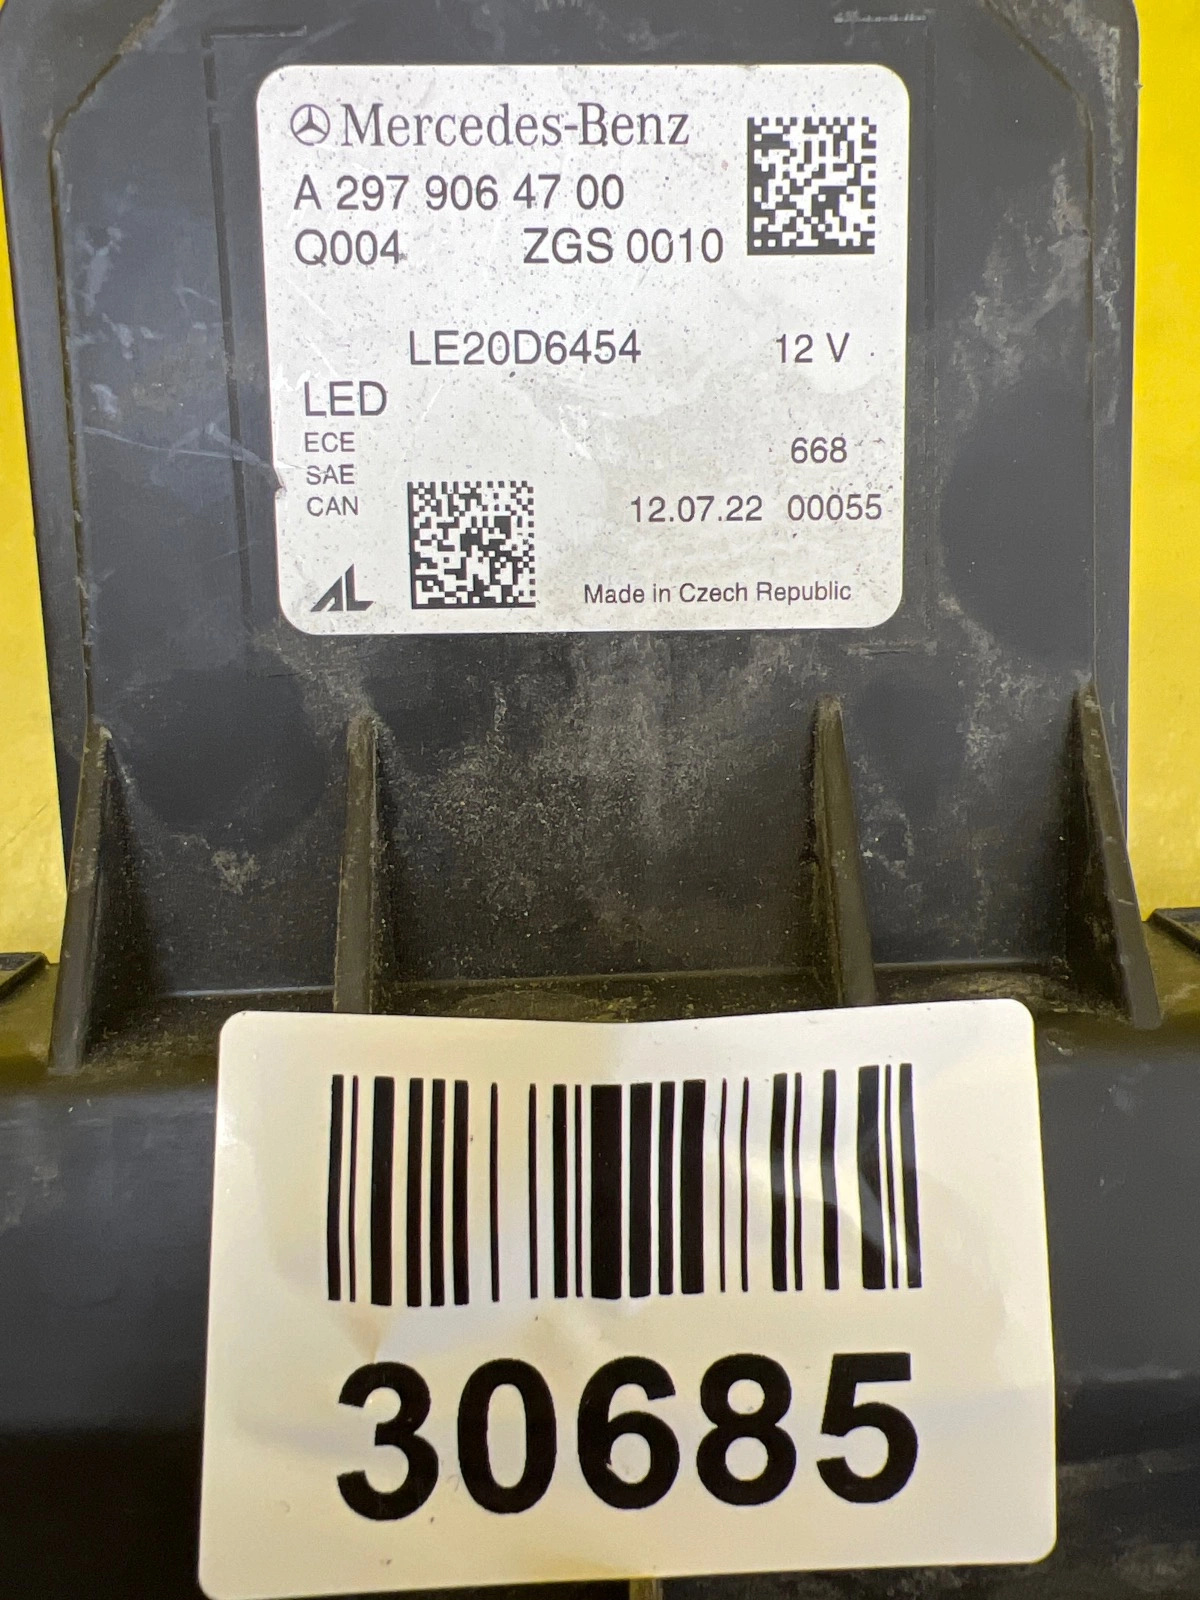 Mercedes-Benz
A 297 906 47 00
Q004 ZGS 0010
LE20D6454 12 V
LED
ECE
668
SAE
CAN
12.07.22 00055
AL
Made in Czech Republic
30685